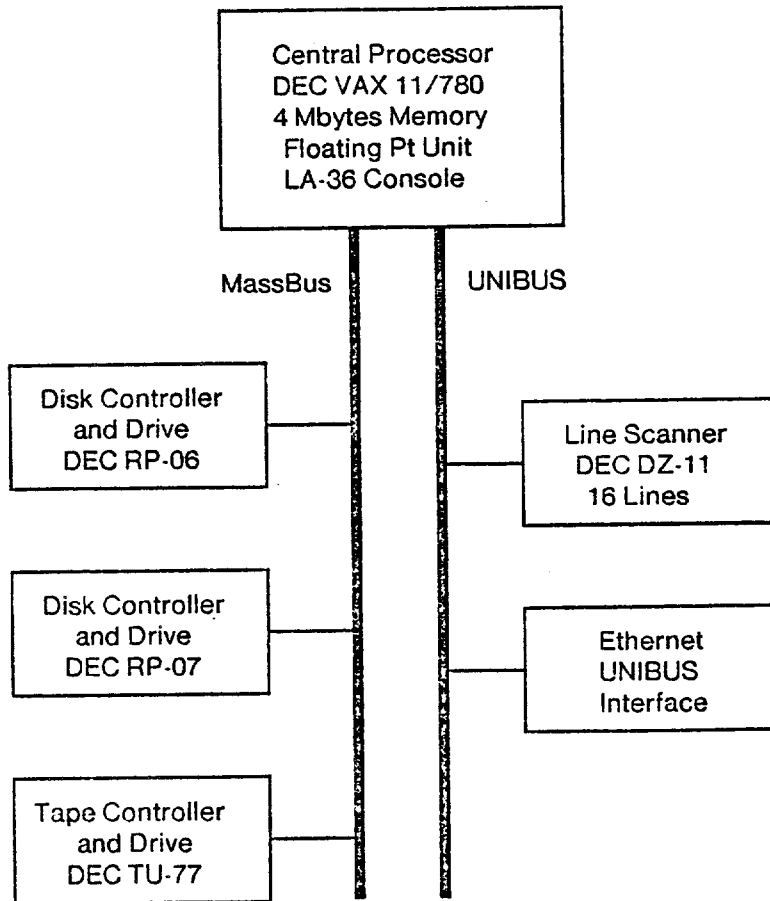 Central Processor
DEC VAX 11/780
4 Mbytes Memory
Floating Pt Unit
LA-36 Console
MassBus
UNIBUS
Disk Controller
and Drive
DEC RP-06
Line Scanner
DEC DZ-11
16 Lines
Disk Controller
and Drive
DEC RP-07
Ethernet
UNIBUS
Interface
Tape Controller
and Drive
DEC TU-77